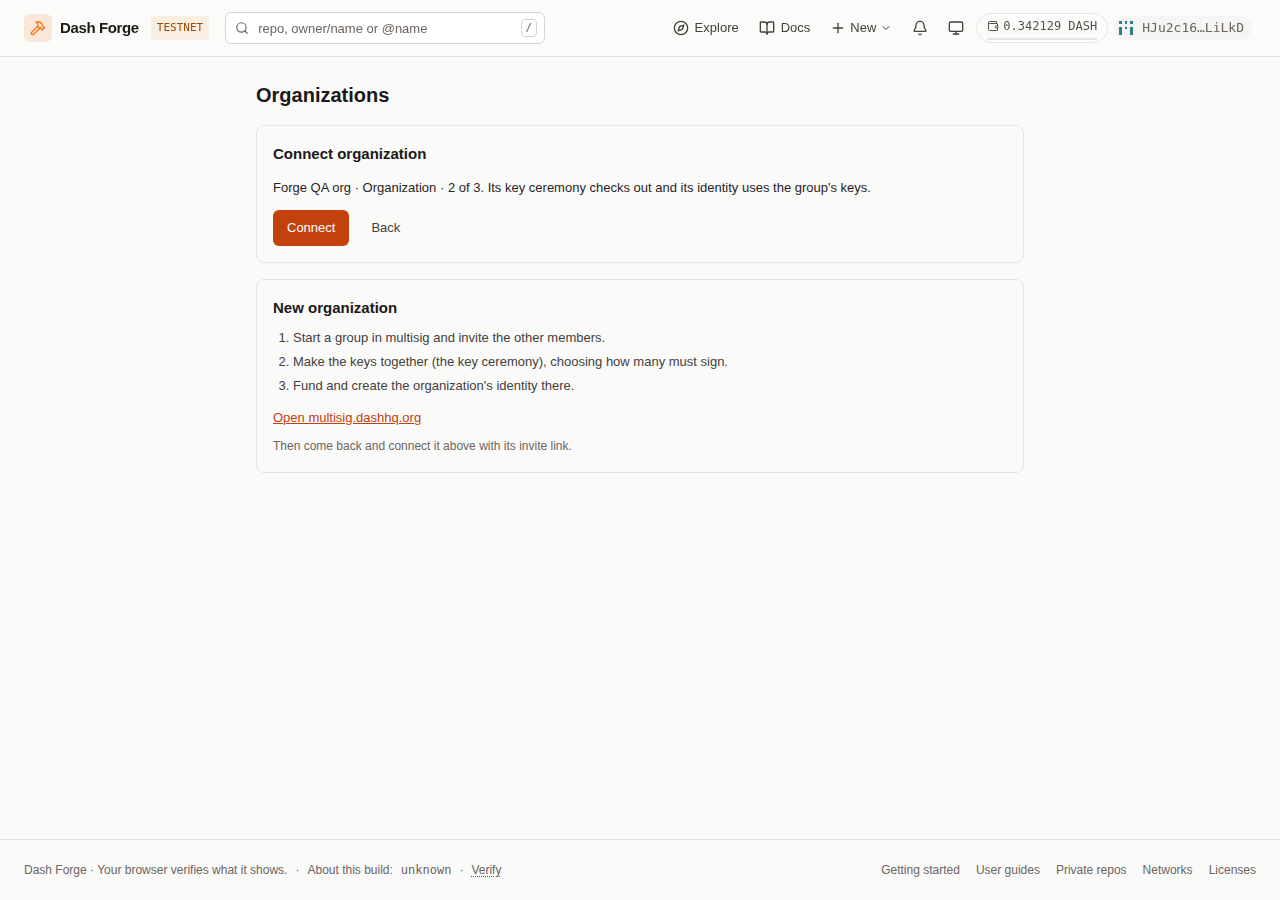 Dash Forge TESTNET repo, owner/name or @name / Explore Docs New 0.342129 DASH HJu2c16…LiLkD
Organizations
Connect organization
Forge QA org · Organization · 2 of 3. Its key ceremony checks out and its identity uses the group's keys.
Connect Back
New organization
1. Start a group in multisig and invite the other members.
2. Make the keys together (the key ceremony), choosing how many must sign.
3. Fund and create the organization's identity there.
Open multisig.dashhq.org
Then come back and connect it above with its invite link.
Dash Forge · Your browser verifies what it shows. · About this build: unknown · Verify Getting started User guides Private repos Networks Licenses